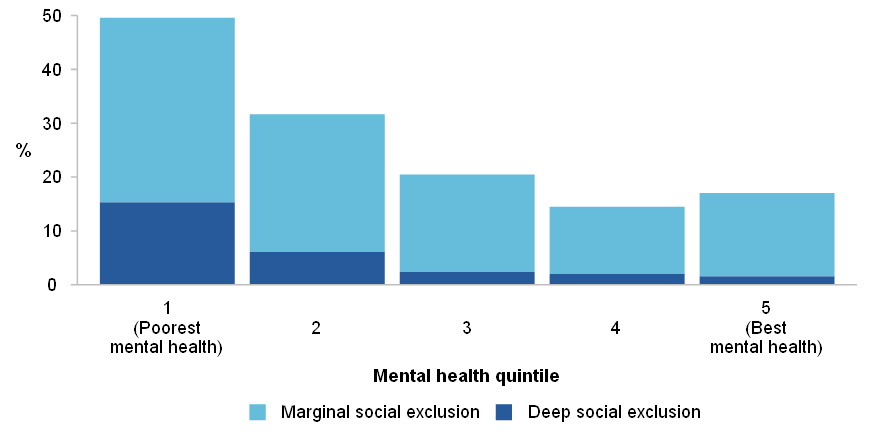 50
40
30
%
20
10
0
1
(Poorest
mental health)
2
3
4
5
(Best
mental health)
Mental health quintile
Marginal social exclusion
Deep social exclusion